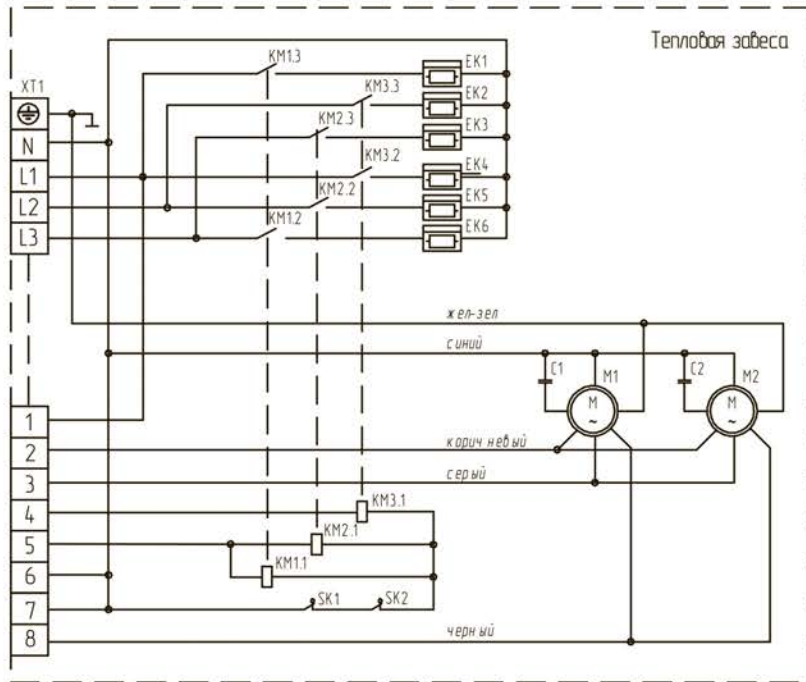 Тепловая завеса
XT1
N
L1
L2
L3
KM1.3
KM3.3
KM2.3
KM3.2
KM2.2
KM1.2
EK1
EK2
EK3
EK4
EK5
EK6
жел-зел
синий
C1
M1
M
~
C2
M2
M
~
коричневый
серый
1
2
3
4
5
6
7
8
KM3.1
KM2.1
KM1.1
SK1
SK2
черный